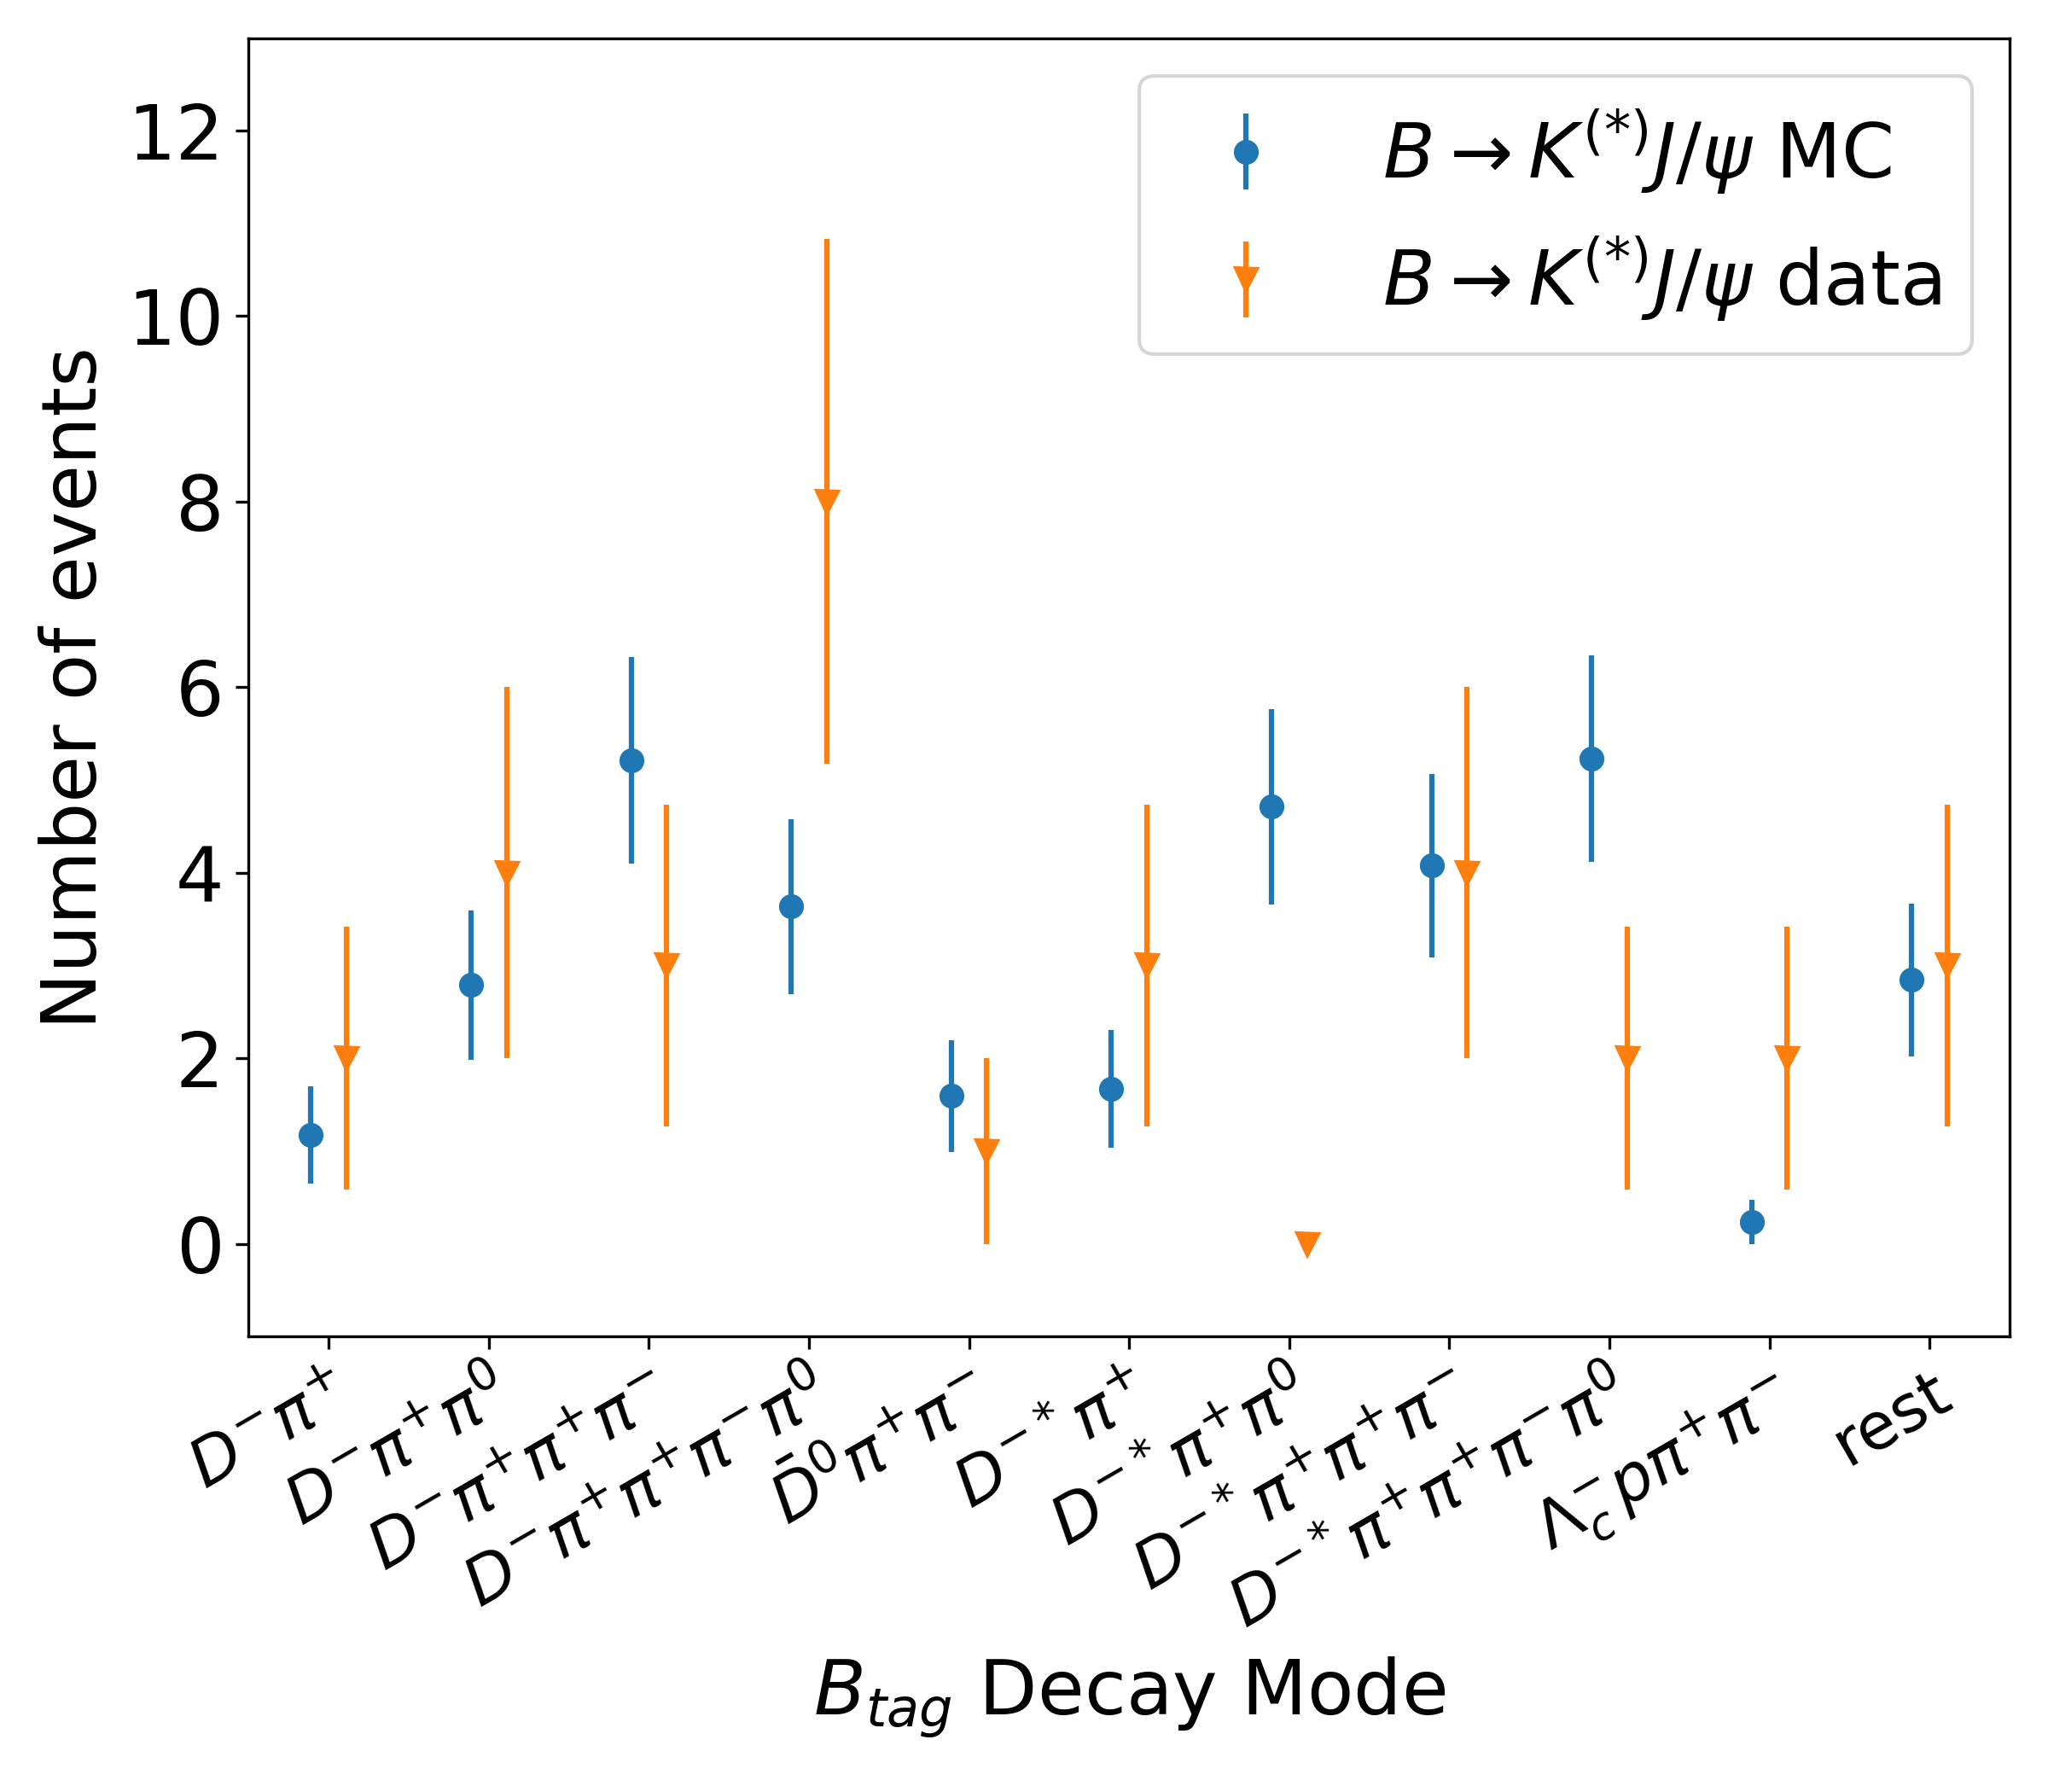 B → K⁽*⁾J/ψ MC
B → K⁽*⁾J/ψ data
Number of events
12
10
8
6
4
2
0
D⁻π⁺
D⁻π⁺π⁰
D⁻π⁺π⁺π⁻
D⁻π⁺π⁺π⁻π⁰
D̄⁰π⁺π⁻
D⁻*π⁺
D⁻*π⁺π⁰
D⁻*π⁺π⁺π⁻
D⁻*π⁺π⁺π⁻π⁰
Λ_c⁻pπ⁺π⁻
rest
B_tag Decay Mode